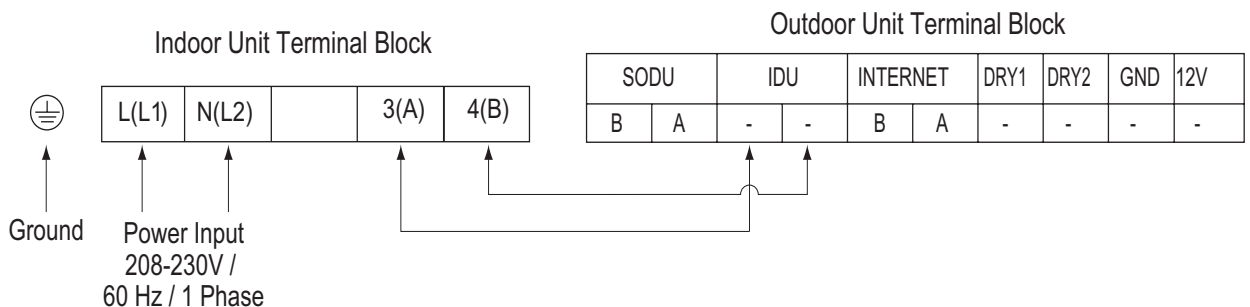 Indoor Unit Terminal Block
L(L1) N(L2) 3(A) 4(B)
Ground
Power Input
208-230V /
60 Hz / 1 Phase
Outdoor Unit Terminal Block
SODU IDU INTERNET DRY1 DRY2 GND 12V
B A - - B A - - - -